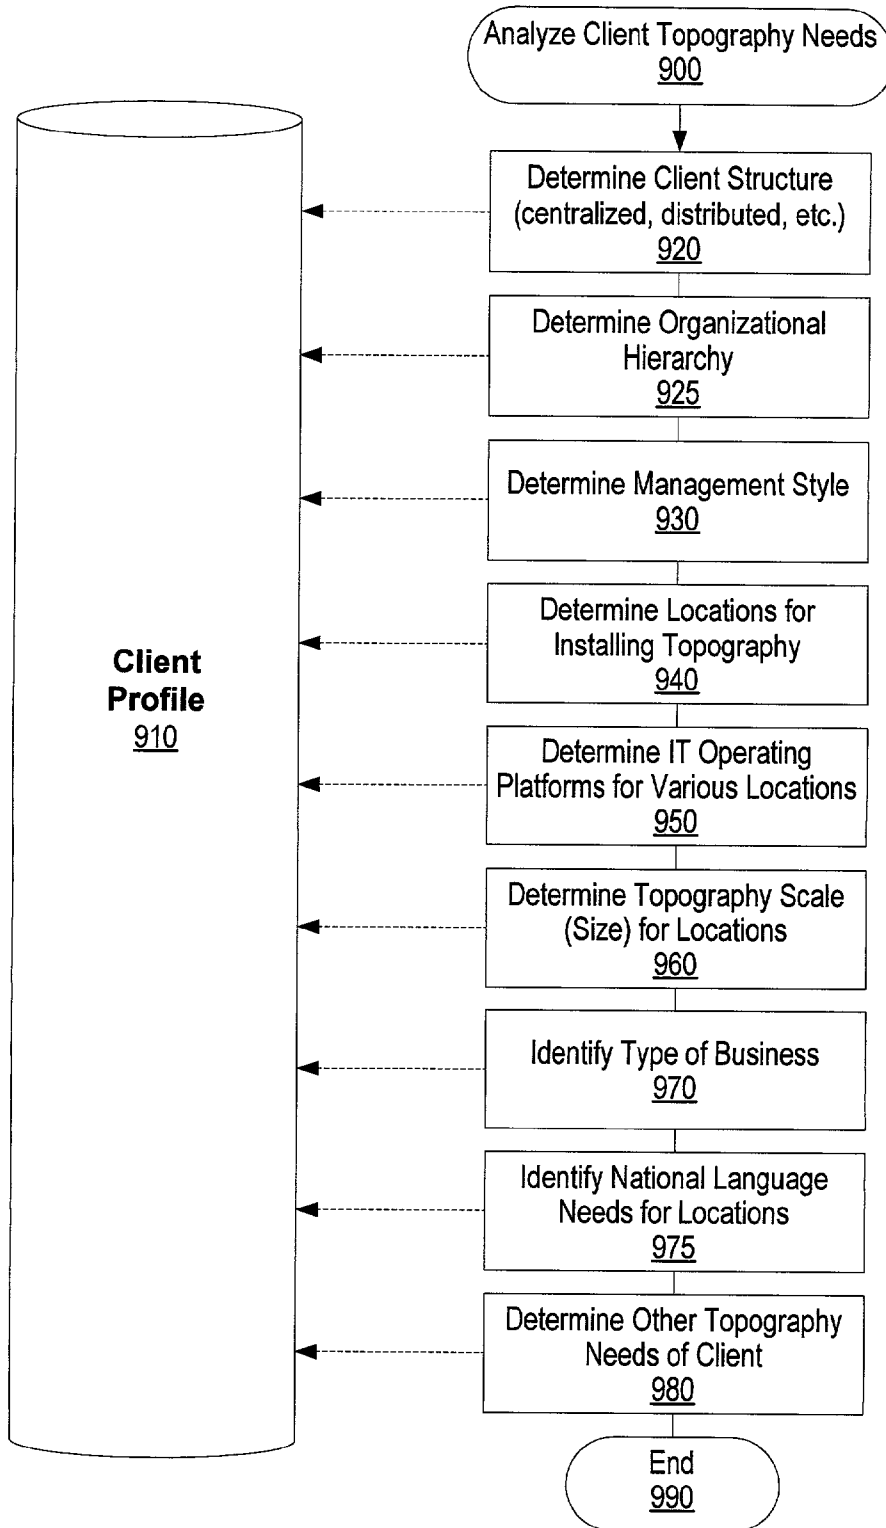 Analyze Client Topography Needs
900
Determine Client Structure
(centralized, distributed, etc.)
920
Determine Organizational
Hierarchy
925
Determine Management Style
930
Determine Locations for
Installing Topography
940
Client
Profile
910
Determine IT Operating
Platforms for Various Locations
950
Determine Topography Scale
(Size) for Locations
960
Identify Type of Business
970
Identify National Language
Needs for Locations
975
Determine Other Topography
Needs of Client
980
End
990